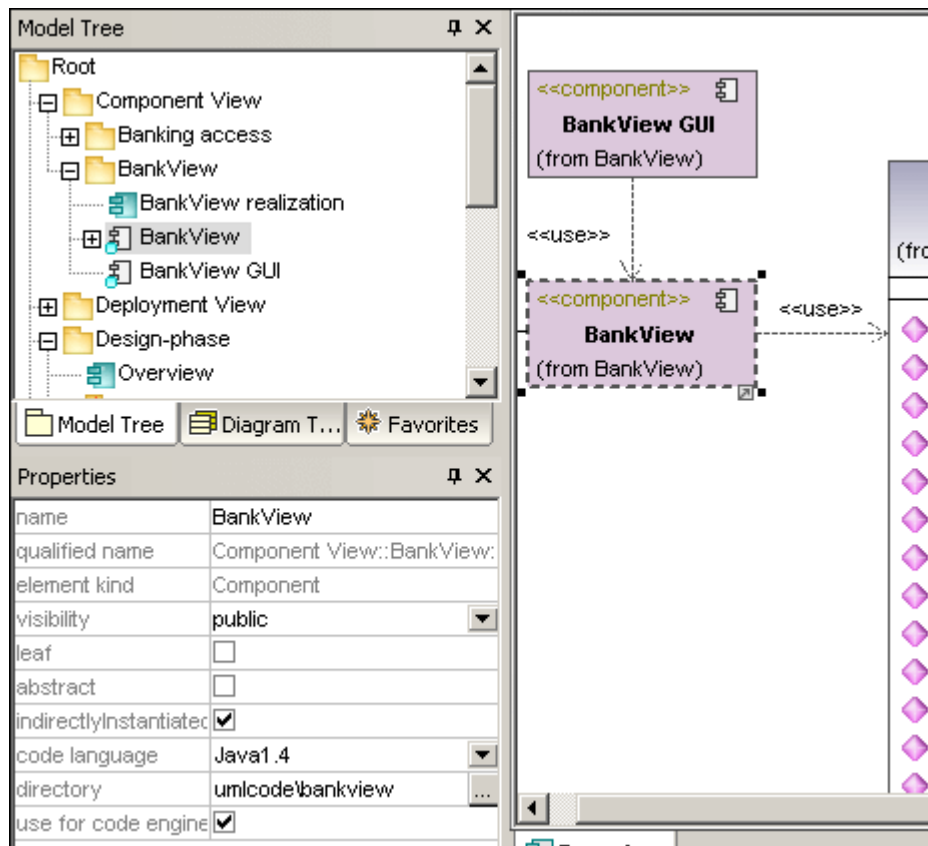 Model Tree
Root
Component View
Banking access
BankView
BankView realization
BankView
BankView GUI
Deployment View
Design-phase
Overview
Model Tree
Diagram T...
Favorites
Properties
name BankView
qualified name Component View::BankView:
element kind Component
visibility public
leaf
abstract
indirectlyInstantiated
code language Java1.4
directory umlcode\bankview ...
use for code engine
<<component>>
BankView GUI
(from BankView)
<<use>>
<<component>>
BankView
(from BankView)
<<use>>
(fro